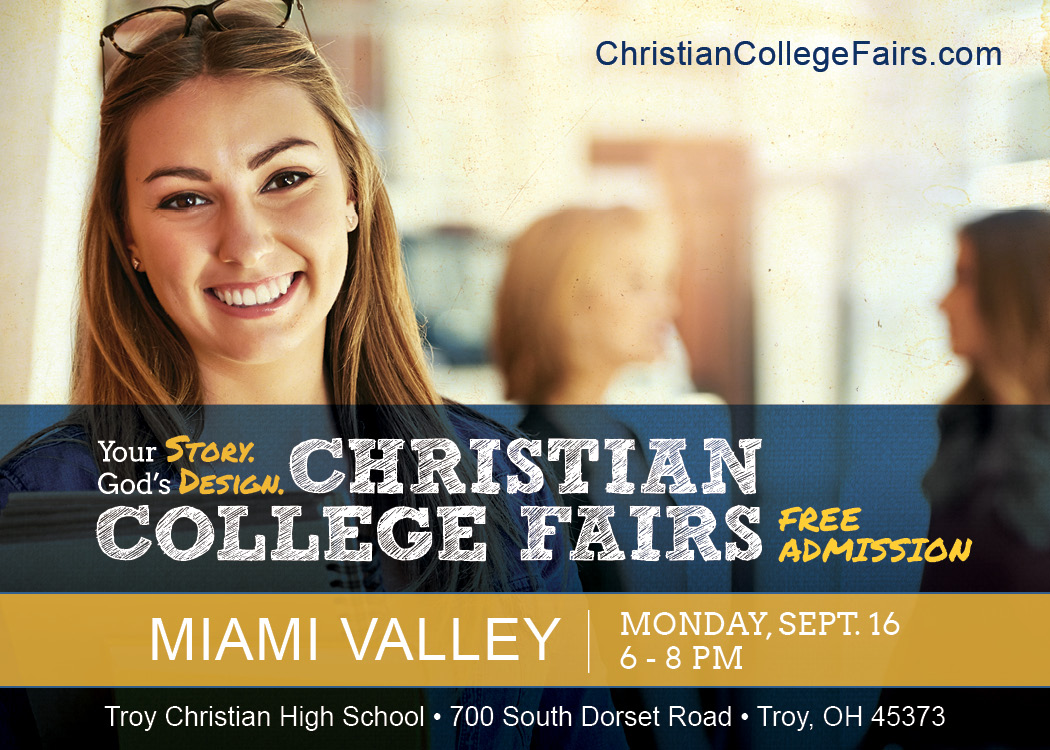 ChristianCollegeFairs.com
Your Story.
God's Design.
CHRISTIAN
COLLEGE FAIRS
FREE
ADMISSION
MIAMI VALLEY
MONDAY, SEPT. 16
6 - 8 PM
Troy Christian High School • 700 South Dorset Road • Troy, OH 45373